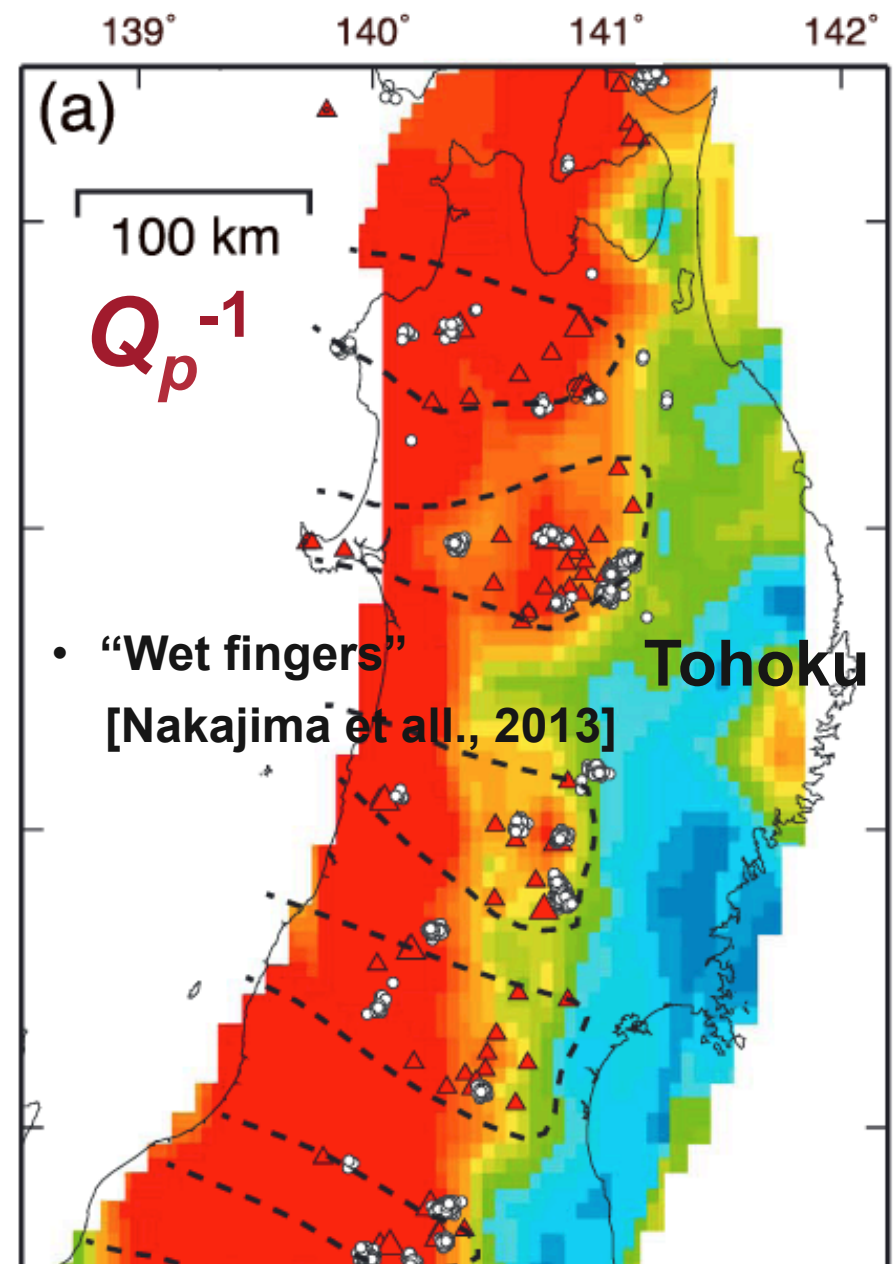 139° 140° 141° 142°
(a)
100 km
Qp-1
• “Wet fingers”
Tohoku
[Nakajima et all., 2013]